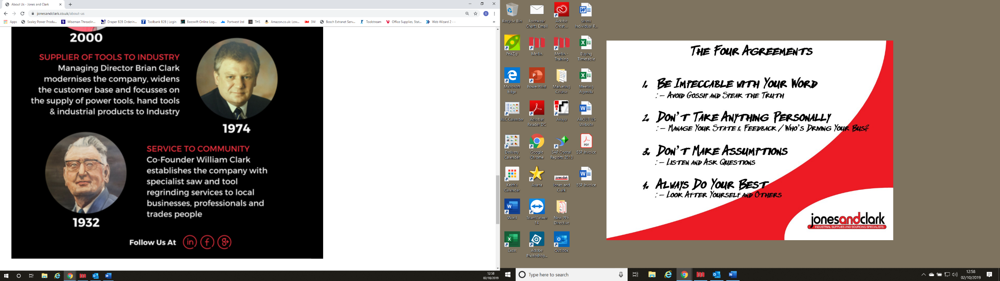 About Us - Jones and Clark
jonesandclark.co.uk/about-us
S
Apps
Sealey Power Produ...
Wiseman Threadin...
Draper B2B Orderin...
Toolbank B2B | Login
Beeswift Online Log...
Portwest Ltd
THS
Amazon.co.uk: Low...
3M
Bosch Extranet Serv...
Toolstream
Office Supplies, Stat...
Web Wizard 2 - -
2000
SUPPLIER OF TOOLS TO INDUSTRY
Managing Director Brian Clark
modernises the company, widens
the customer base and focusses on
the supply of power tools, hand tools
& industrial products to Industry
1974
SERVICE TO COMMUNITY
Co-Founder William Clark
establishes the company with
specialist saw and tool
regrinding services to local
businesses, professionals and
trades people
1932
Follow Us At
12:58
02/10/2019
Recycle Bin
Footwear
Charts Email
Adobe
Creati...
Stress
Individual R...
PeaZip
Merlin
Merlin -
Training
Buying
Timetable
Microsoft
Edge
PowerPoint
Marketing
Course
Meeting
Agenda
J&C Calender
Acrobat
Reader DC
Avaya
ABOUT US
Website
Delivery
Calender
Google
Chrome
SAP Crystal
Reports 2013
PDF
SSP Invoice
Keith's
Calendar
Asana
jonesandclark
Jones and
Clark
SSP Invoice
Word
TeamViewer
14
New PPE
Directive
Excel
Adobe
Photoshop...
Outlook
The Four Agreements
1. Be Impeccable with Your Word
:- Avoid Gossip and Speak the Truth
2. Don't Take Anything Personally
:- Manage Your State & Feedback / Who's Driving Your Bus?
3. Don't Make Assumptions
:- Listen and Ask Questions
4. Always Do Your Best
:- Look After Yourself and Others
jonesandclark
INDUSTRIAL SUPPLIES AND SOURCING SPECIALISTS
Type here to search
12:58
02/10/2019